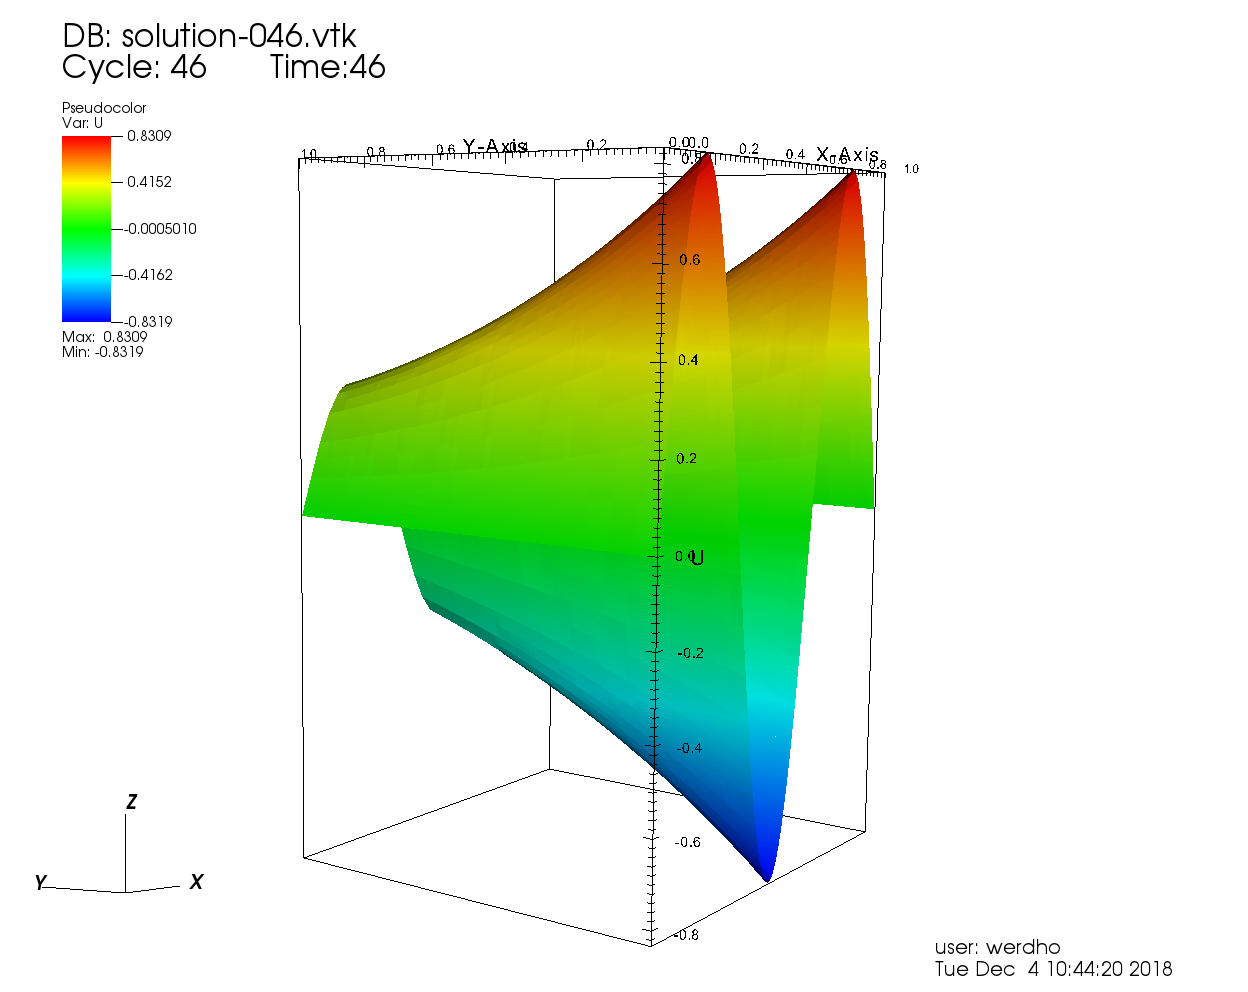 DB: solution-046.vtk
Cycle: 46 Time:46
Pseudocolor
Var: U
0.8309
0.4152
-0.0005010
-0.4162
-0.8319
Max: 0.8309
Min: -0.8319
1.0 0.8 0.6 Y-Axis 0.2 0.0
0.0 0.2 0.4 X-Axis 0.6 0.8 1.0
0.6
0.4
0.2
0.0 U
-0.2
-0.4
-0.6
-0.8
Z
Y X
user: werdho
Tue Dec 4 10:44:20 2018